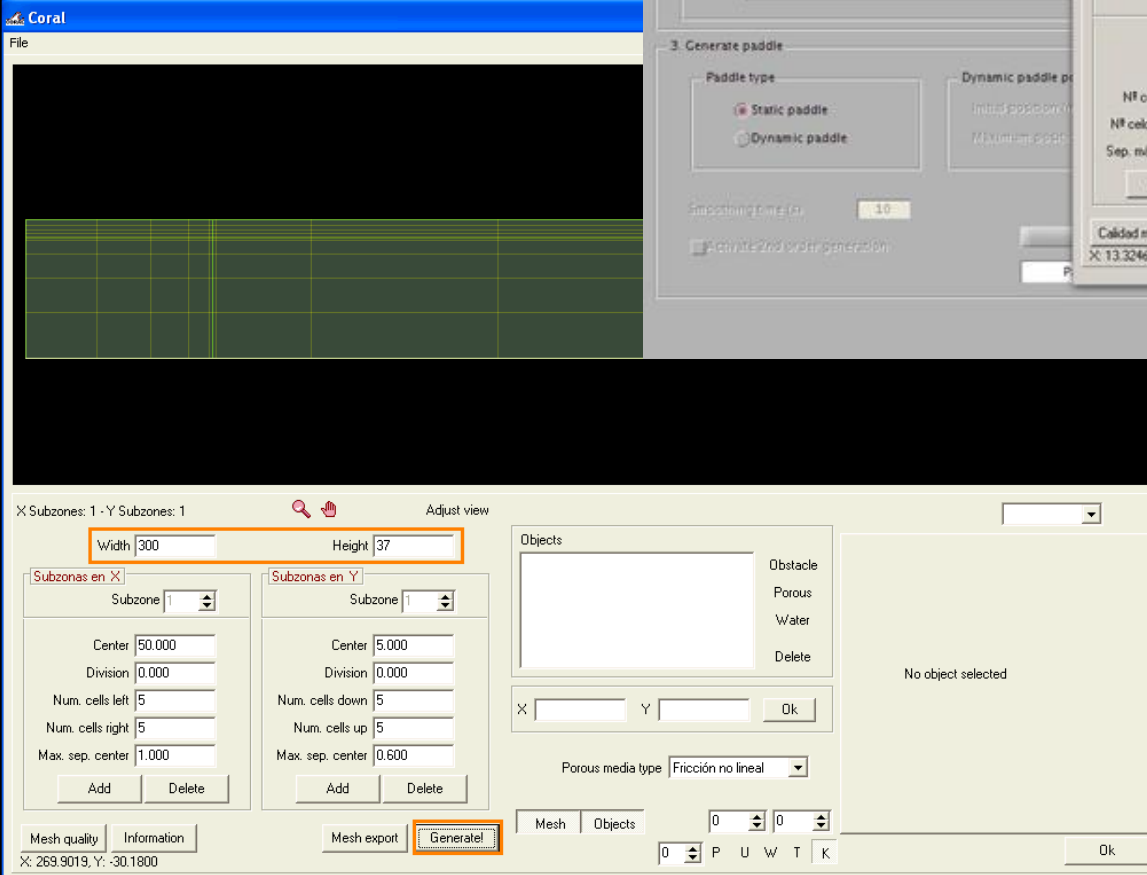 Coral
File
3. Generate paddle
Paddle type
Static paddle
Dynamic paddle
Dynamic paddle
Smoothing time (s)
10
Activate 2nd order generation
Sep.
Calidad
X: 13.3246
X Subzones: 1 - Y Subzones: 1
Adjust view
Width 300
Height 37
Subzonas en X
Subzone 1
Center 50.000
Division 0.000
Num. cells left 5
Num. cells right 5
Max. sep. center 1.000
Add
Delete
Subzonas en Y
Subzone 1
Center 5.000
Division 0.000
Num. cells down 5
Num. cells up 5
Max. sep. center 0.600
Add
Delete
Mesh quality
Information
Mesh export
Generate!
X: 269.9019, Y: -30.1800
Objects
Obstacle
Porous
Water
Delete
X
Y
Ok
Porous media type Fricción no lineal
Mesh
Objects
0
0
0
P U W T K
No object selected
Ok